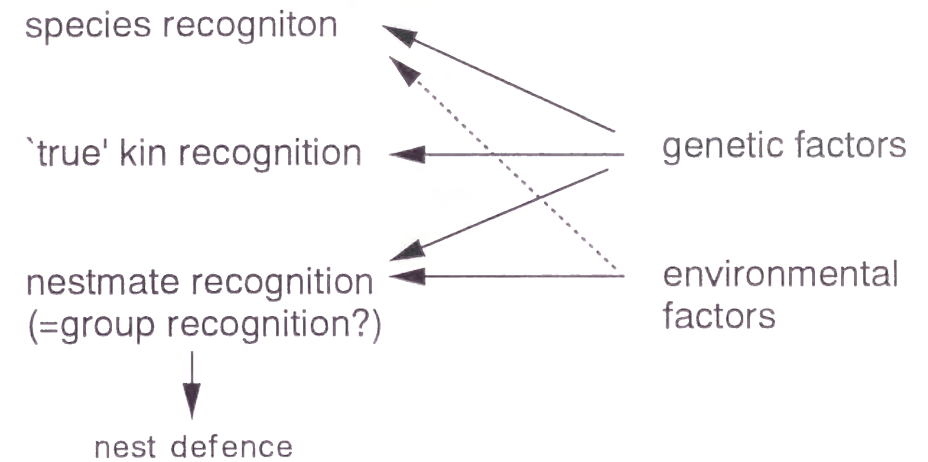 species recogniton
`true' kin recognition
genetic factors
nestmate recognition
(=group recognition?)
environmental
factors
nest defence